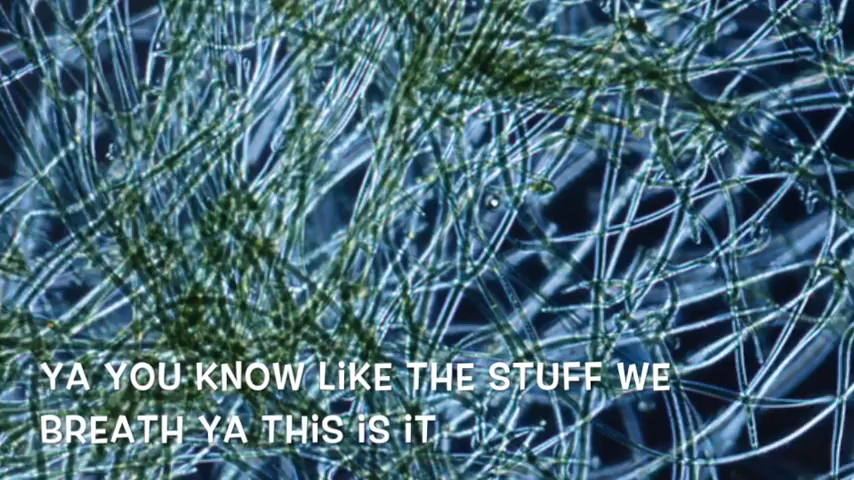 YA YOU KNOW LiKE THE STUFF WE
BREATH YA THiS iS iT